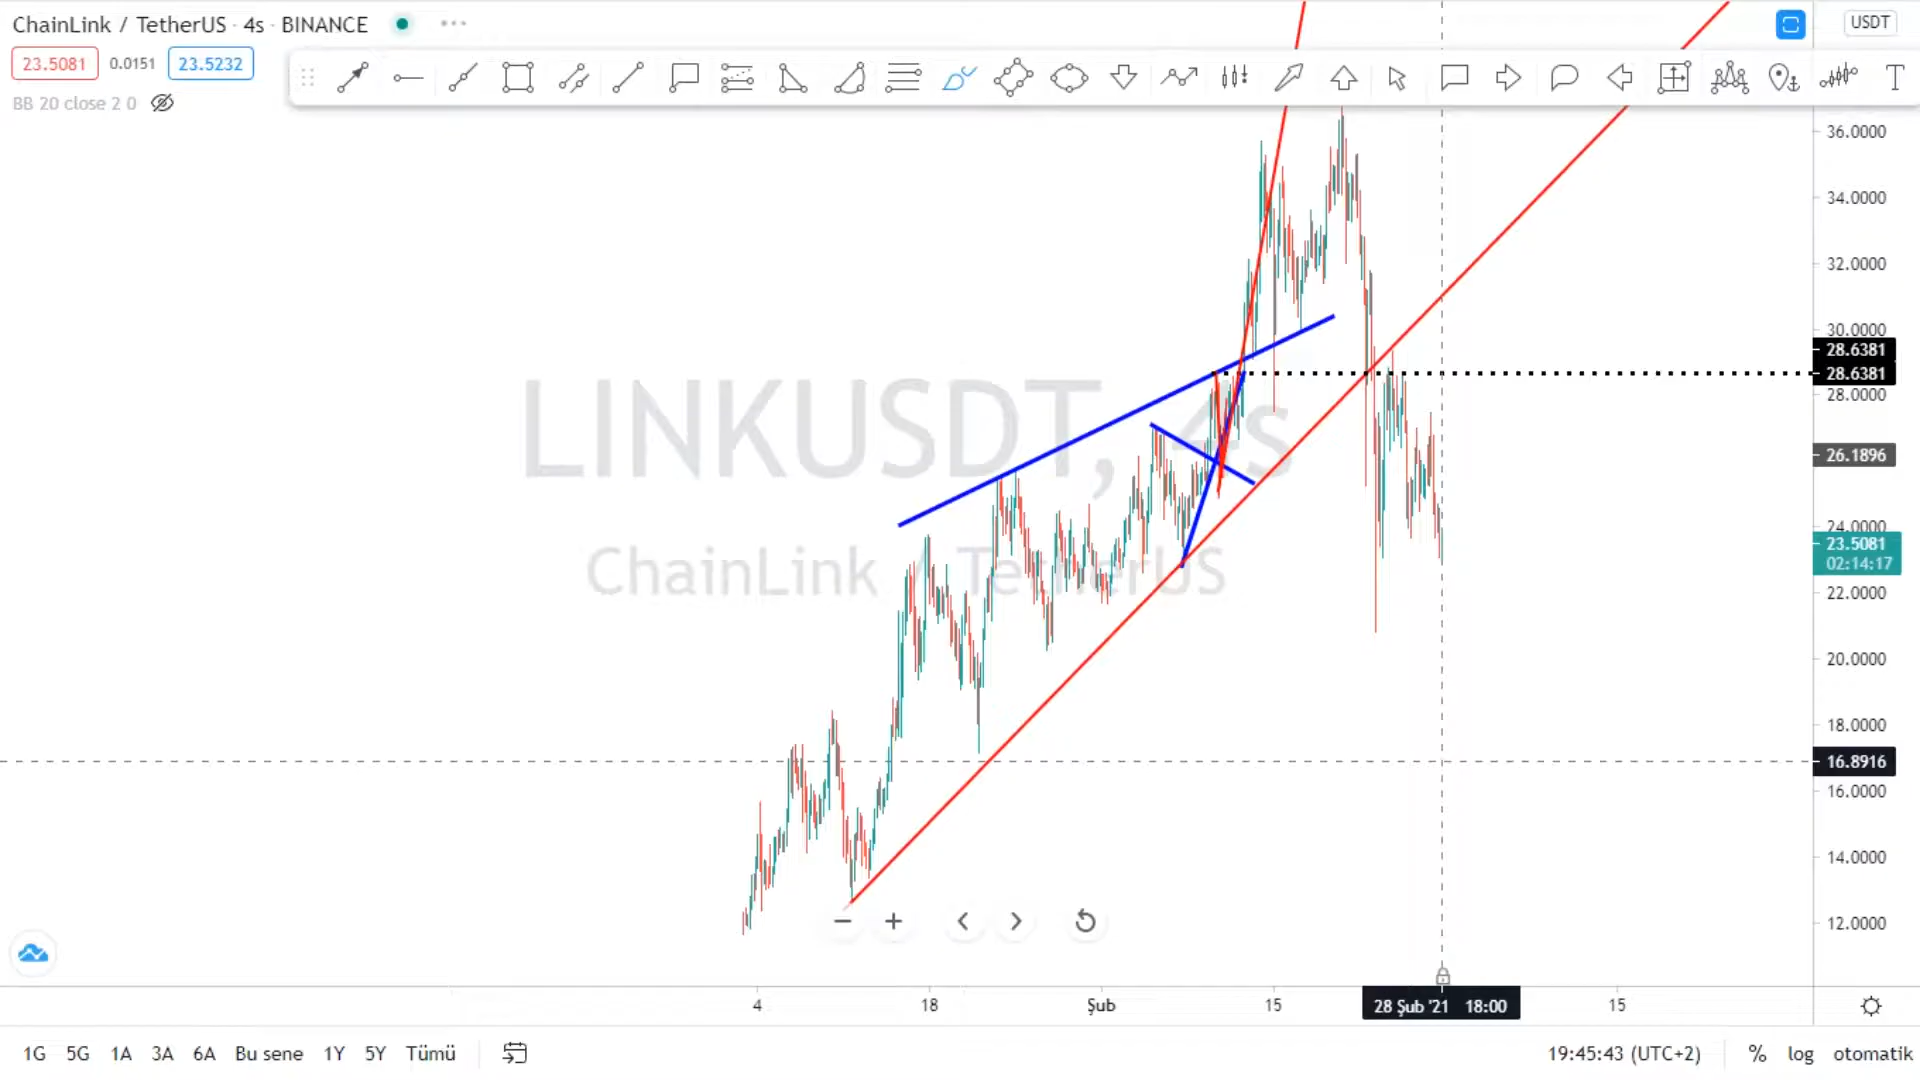 ChainLink / TetherUS · 4s · BINANCE
USDT
23.5081 0.0151 23.5232
BB 20 close 2 0
T
36.0000
34.0000
32.0000
30.0000
28.6381
28.6381
28.0000
26.1896
24.0000
23.5081
02:14:17
22.0000
20.0000
18.0000
16.8916
16.0000
14.0000
12.0000
LINKUSDT, 4s
ChainLink / TetherUS
4 18 Şub 15 28 Şub '21 18:00 15
1G 5G 1A 3A 6A Bu sene 1Y 5Y Tümü 19:45:43 (UTC+2) % log otomatik